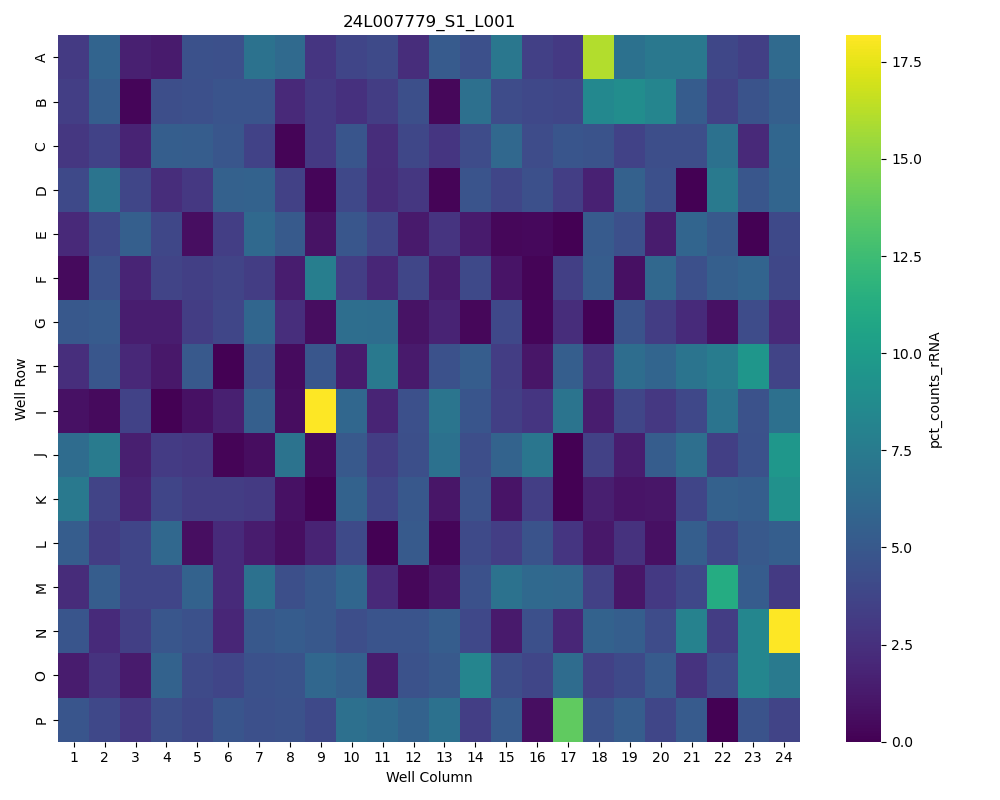 24L007779_S1_L001
Well Row
A
B
C
D
E
F
G
H
I
J
K
L
M
N
O
P
1 2 3 4 5 6 7 8 9 10 11 12 13 14 15 16 17 18 19 20 21 22 23 24
Well Column
17.5
15.0
12.5
10.0
7.5
5.0
2.5
0.0
pct_counts_rRNA